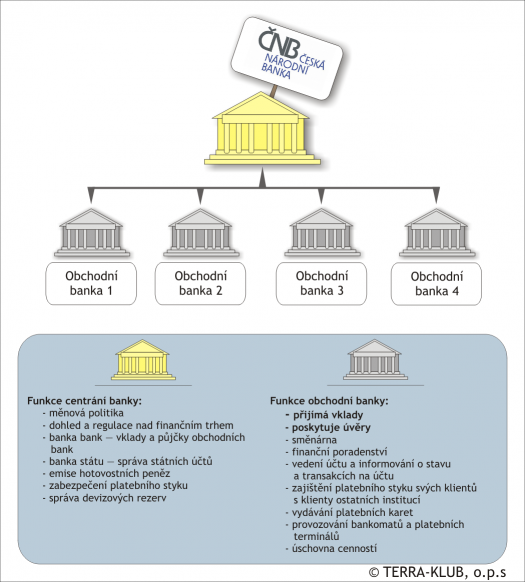 ČNB ČESKÁ
NÁRODNÍ
BANKA
Obchodní
banka 1
Obchodní
banka 2
Obchodní
banka 3
Obchodní
banka 4
Funkce centrání banky:
- měnová politika
- dohled a regulace nad finančním trhem
- banka bank — vklady a půjčky obchodních
bank
- banka státu — správa státních účtů
- emise hotovostních peněz
- zabezpečení platebního styku
- správa devizových rezerv
Funkce obchodní banky:
- přijímá vklady
- poskytuje úvěry
- směnárna
- finanční poradenství
- vedení účtu a informování o stavu
a transakcích na účtu
- zajištění platebního styku svých klientů
s klienty ostatních institucí
- vydávání platebních karet
- provozování bankomatů a platebních
terminálů
- úschovna cenností
© TERRA-KLUB, o.p.s